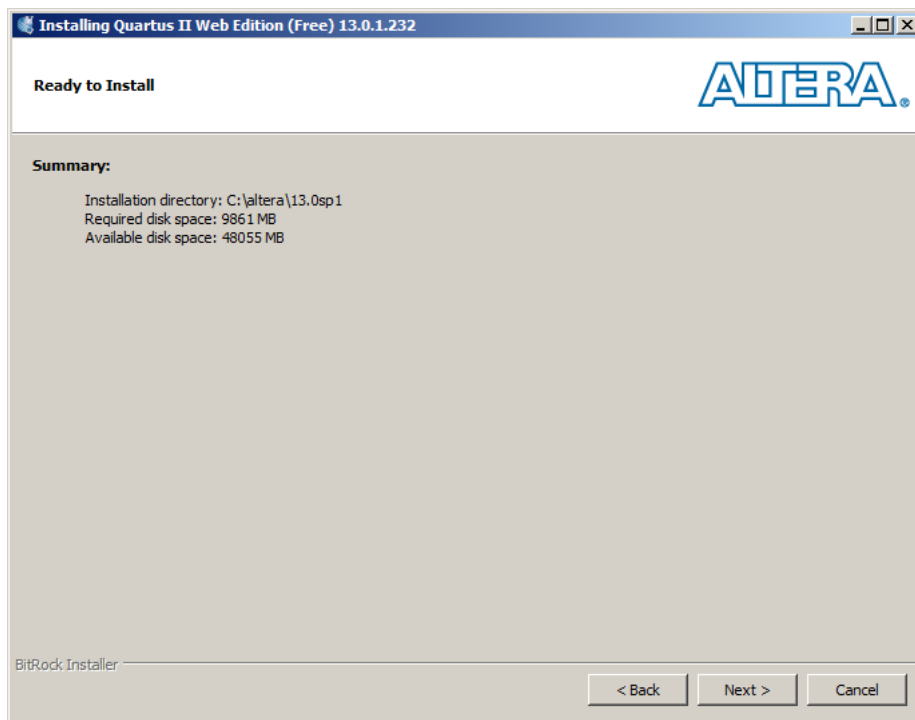 Installing Quartus II Web Edition (Free) 13.0.1.232
Ready to Install
ALTERA®
Summary:
Installation directory: C:\altera\13.0sp1
Required disk space: 9861 MB
Available disk space: 48055 MB
BitRock Installer
< Back
Next >
Cancel